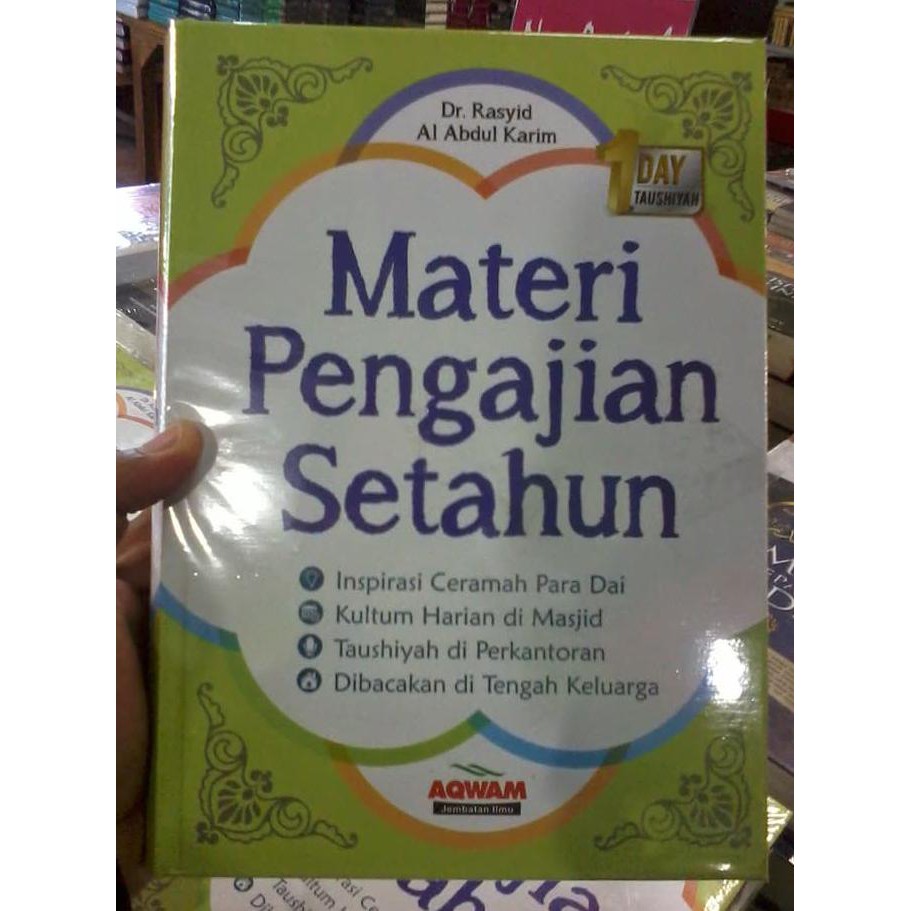 Dr. Rasyid
Al Abdul Karim
1 DAY
TAUSHIYAH
Materi
Pengajian
Setahun
Inspirasi Ceramah Para Dai
Kultum Harian di Masjid
Taushiyah di Perkantoran
Dibacakan di Tengah Keluarga
AQWAM
Jembatan Ilmu